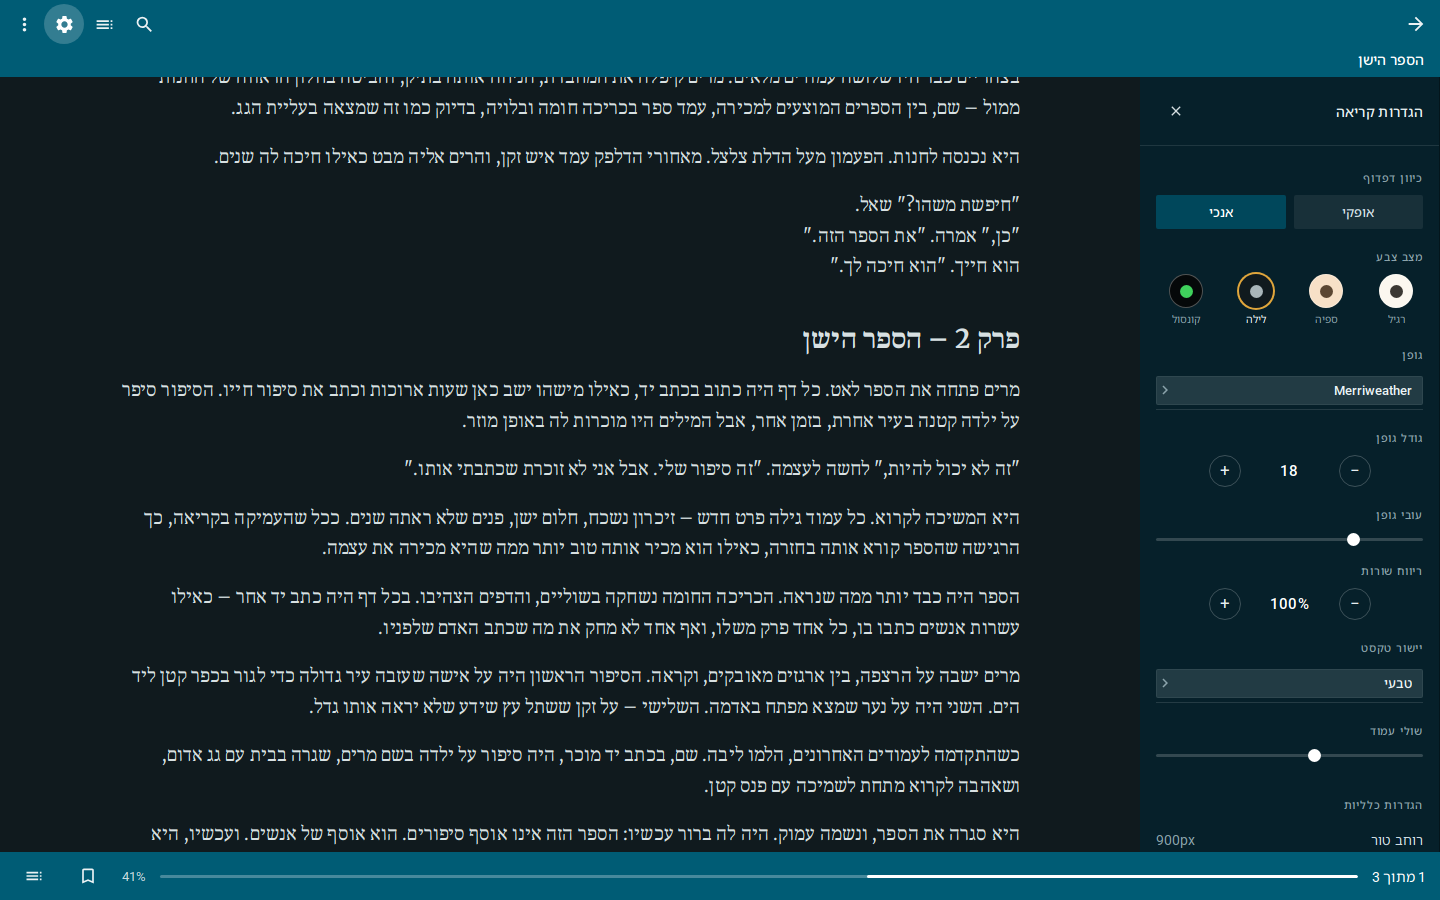 הספר הישן
הגדרות קריאה
כיוון דפדוף
אופקי
אנכי
מצב צבע
רגיל
ספיה
לילה
קונסול
גופן
Merriweather
גודל גופן
−
18
+
עובי גופן
ריווח שורות
−
100%
+
יישור טקסט
טבעי
שולי עמוד
הגדרות כלליות
רוחב טור
900px
ממול – שם, בין הספרים המוצעים למכירה, עמד ספר בכריכה חומה ובלויה, בדיוק כמו זה שמצאה בעליית הגג.
היא נכנסה לחנות. הפעמון מעל הדלת צלצל. מאחורי הדלפק עמד איש זקן, והרים אליה מבט כאילו חיכה לה שנים.
"חיפשת משהו?" שאל.
"כן," אמרה. "את הספר הזה."
הוא חייך. "הוא חיכה לך."
פרק 2 – הספר הישן
מרים פתחה את הספר לאט. כל דף היה כתוב בכתב יד, כאילו מישהו ישב כאן שעות ארוכות וכתב את סיפור חייו. הסיפור סיפר
על ילדה קטנה בעיר אחרת, בזמן אחר, אבל המילים היו מוכרות לה באופן מוזר.
"זה לא יכול להיות," לחשה לעצמה. "זה סיפור שלי. אבל אני לא זוכרת שכתבתי אותו."
היא המשיכה לקרוא. כל עמוד גילה פרט חדש – זיכרון נשכח, חלום ישן, פנים שלא ראתה שנים. ככל שהעמיקה בקריאה, כך
הרגישה שהספר קורא אותה בחזרה, כאילו הוא מכיר אותה טוב יותר ממה שהיא מכירה את עצמה.
הספר היה כבד יותר ממה שנראה. הכריכה החומה נשחקה בשוליים, והדפים הצהיבו. בכל דף היה כתב יד אחר – כאילו
עשרות אנשים כתבו בו, כל אחד פרק משלו, ואף אחד לא מחק את מה שכתב האדם שלפניו.
מרים ישבה על הרצפה, בין ארגזים מאובקים, וקראה. הסיפור הראשון היה על אישה שעזבה עיר גדולה כדי לגור בכפר קטן ליד
הים. השני היה על נער שמצא מפתח באדמה. השלישי – על זקן ששתל עץ שידע שלא יראה אותו גדל.
כשהתקדמה לעמודים האחרונים, הלמו ליבה. שם, בכתב יד מוכר, היה סיפור על ילדה בשם מרים, שגרה בבית עם גג אדום,
ושאהבה לקרוא מתחת לשמיכה עם פנס קטן.
היא סגרה את הספר, ונשמה עמוק. היה לה ברור עכשיו: הספר הזה אינו אוסף סיפורים. הוא אוסף של אנשים. ועכשיו, היא
1 מתוך 3
41%